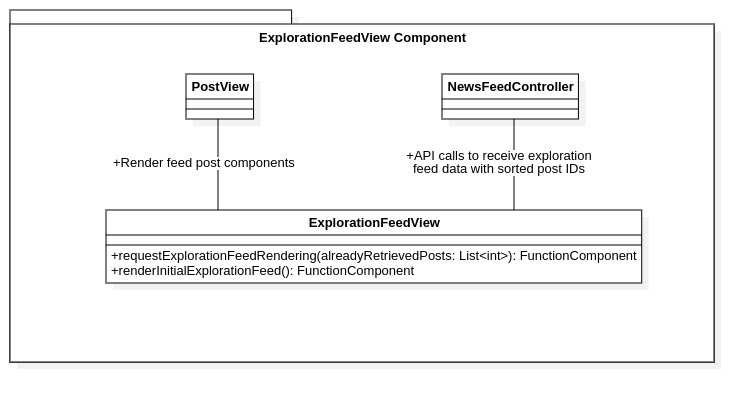 ExplorationFeedView Component
PostView
NewsFeedController
+Render feed post components
+API calls to receive exploration
feed data with sorted post IDs
ExplorationFeedView
+requestExplorationFeedRendering(alreadyRetrievedPosts: List<int>): FunctionComponent
+renderInitialExplorationFeed(): FunctionComponent